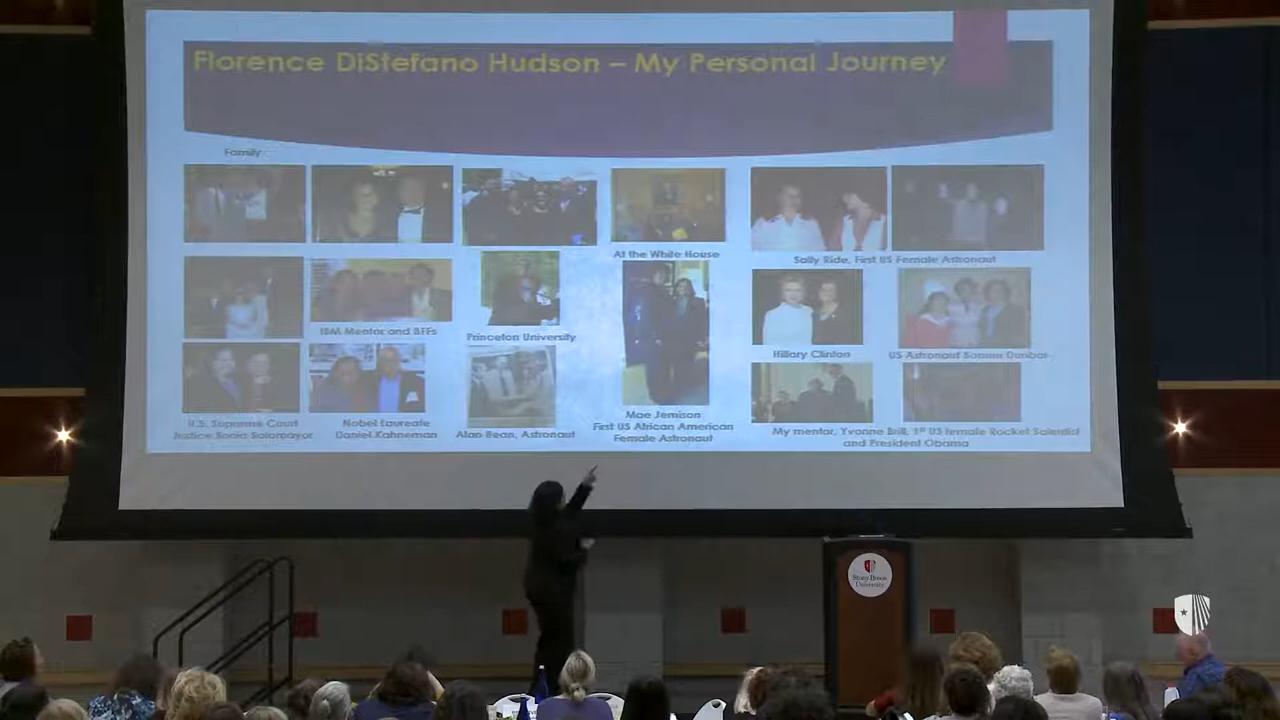 Florence DiStefano Hudson – My Personal Journey
Family
At the White House
Sally Ride, First US Female Astronaut
IBM Mentor and BFFs
Princeton University
Hillary Clinton
US Astronaut Bonnie Dunbar
U.S. Supreme Court
Justice Sonia Sotomayor
Nobel Laureate
Daniel Kahneman
Alan Bean, Astronaut
Mae Jemison
First US African American
Female Astronaut
My mentor, Yvonne Brill, 1st US female Rocket Scientist
and President Obama
Stony Brook
University